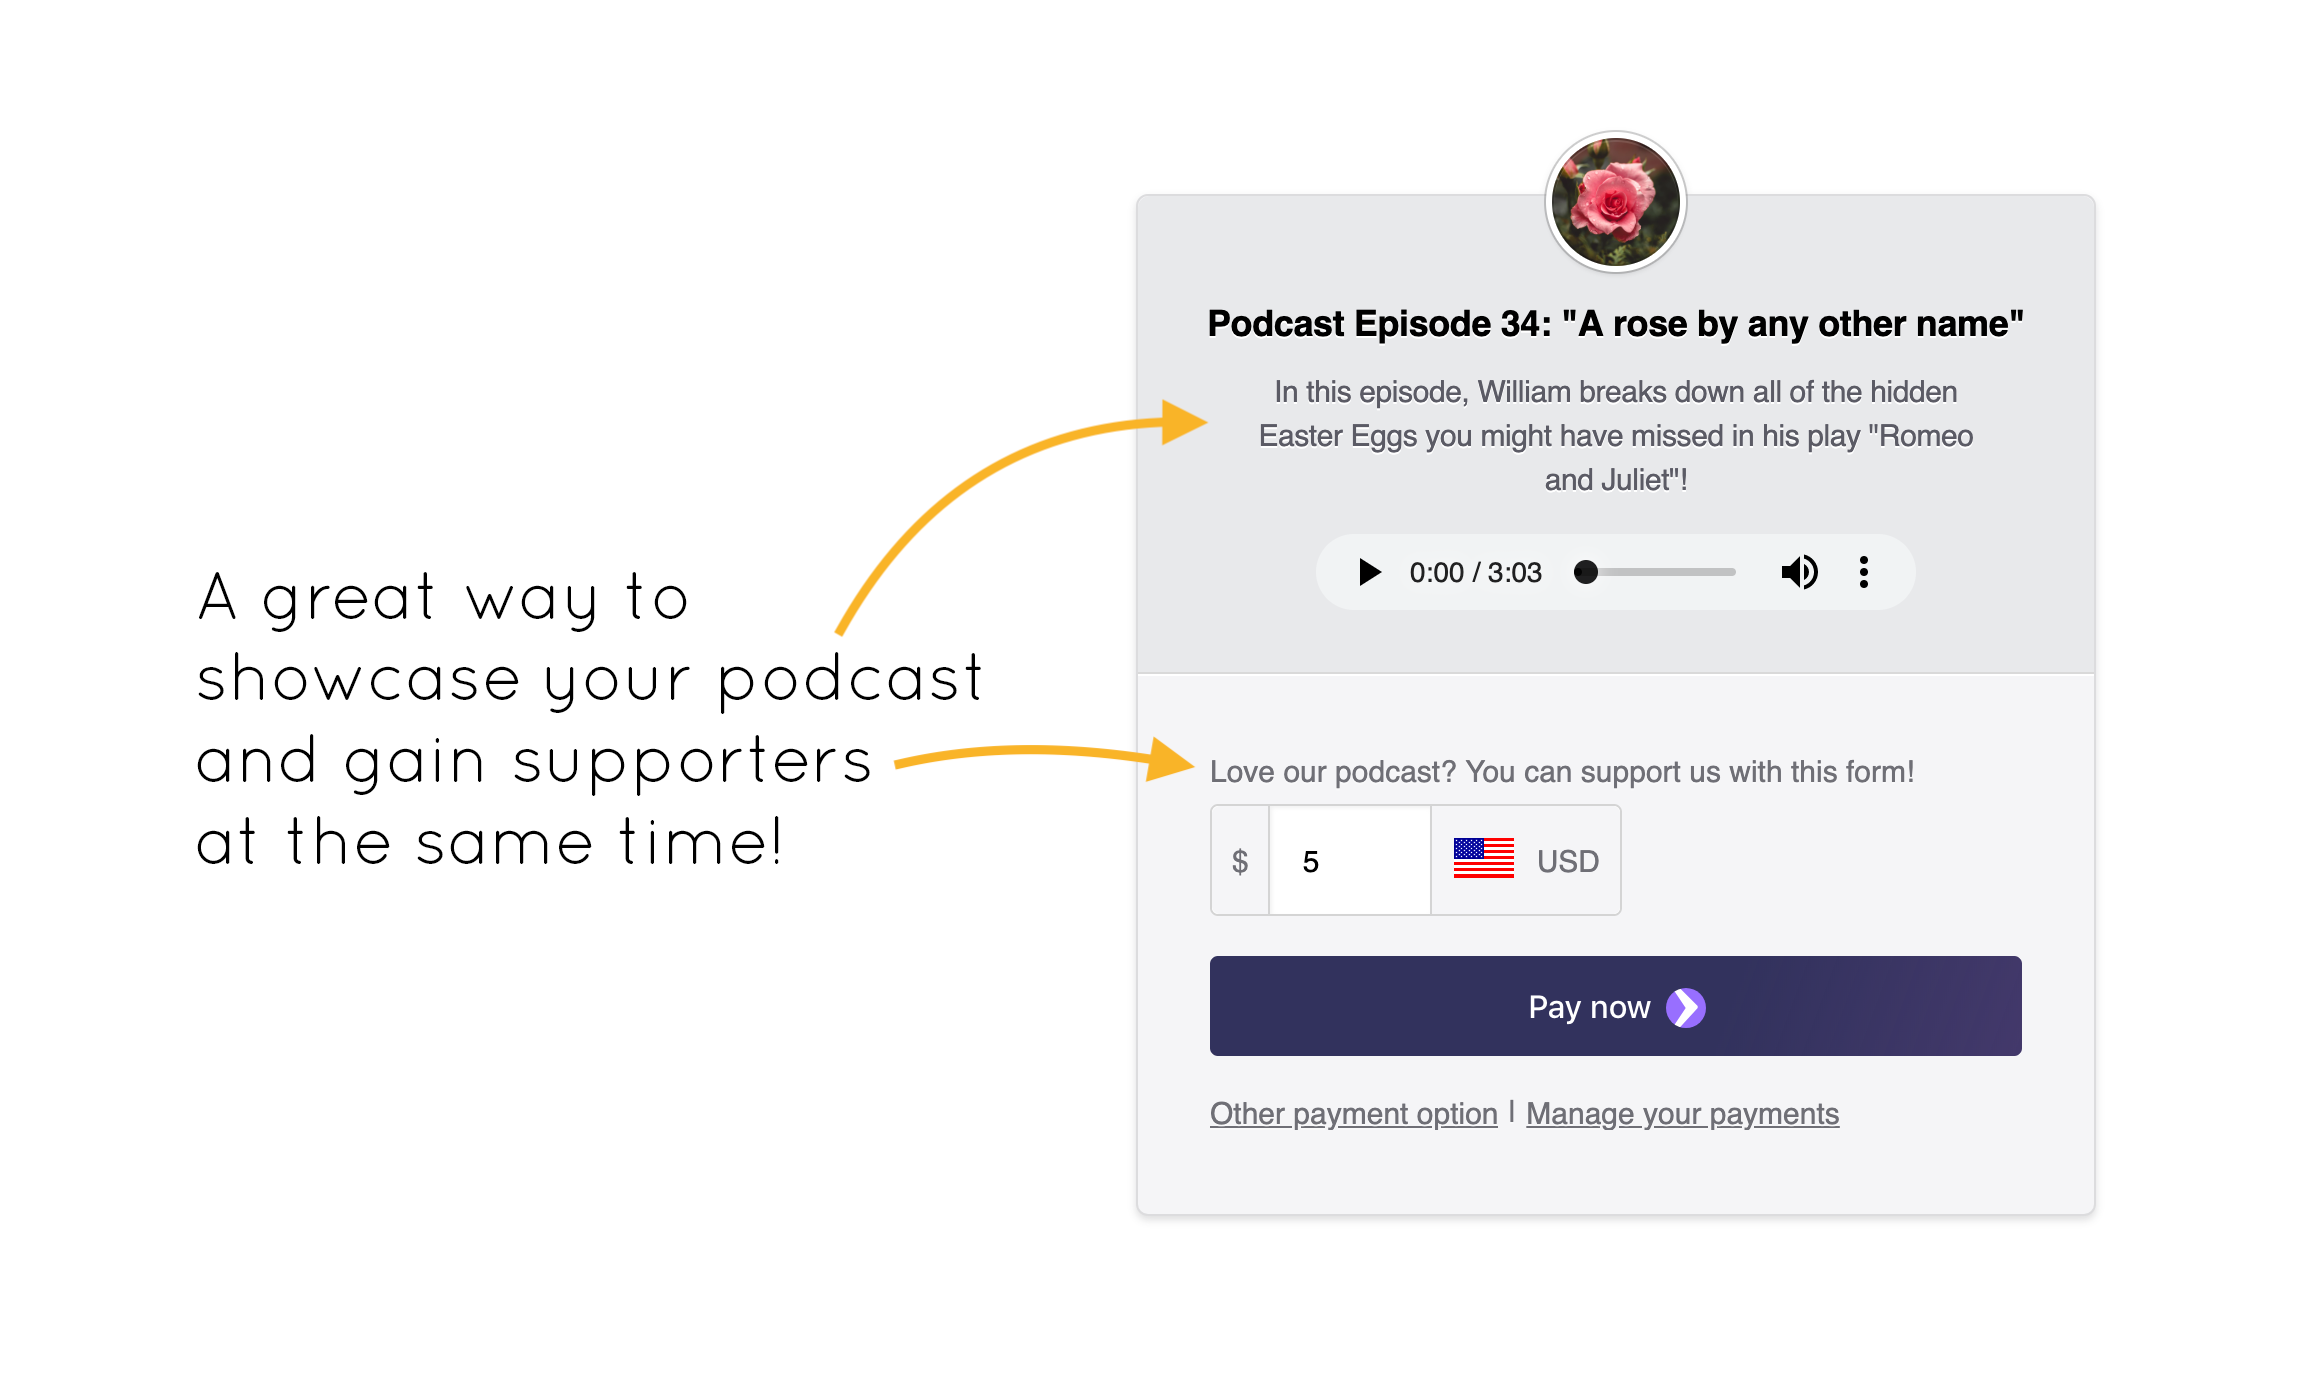 A great way to
showcase your podcast
and gain supporters
at the same time!
Podcast Episode 34: "A rose by any other name"
In this episode, William breaks down all of the hidden
Easter Eggs you might have missed in his play "Romeo
and Juliet"!
0:00 / 3:03
Love our podcast? You can support us with this form!
$ 5 USD
Pay now
Other payment option | Manage your payments